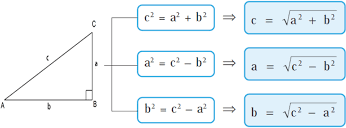 C
c² = a² + b² ⇒ c = √(a² + b²)
c
a
a² = c² − b² ⇒ a = √(c² − b²)
A
b
B
b² = c² − a² ⇒ b = √(c² − a²)